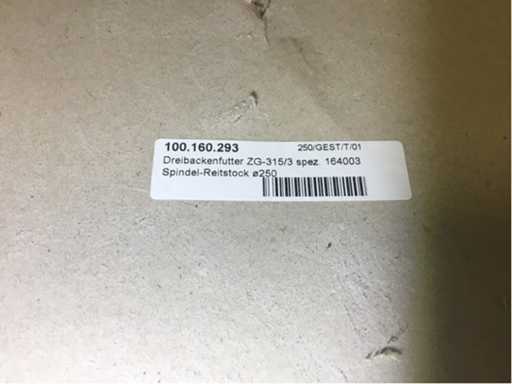 100.160.293 250/GEST/T/01
Dreibackenfutter ZG-315/3 spez. 164003
Spindel-Reitstock ø250